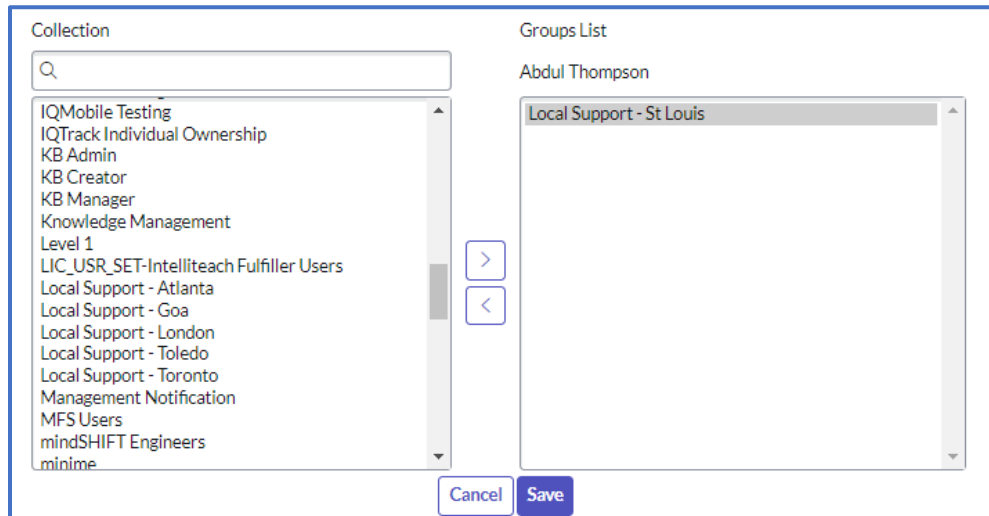 Collection
IQMobile Testing
IQTrack Individual Ownership
KB Admin
KB Creator
KB Manager
Knowledge Management
Level 1
LIC_USR_SET-Intelliteach Fulfiller Users
Local Support - Atlanta
Local Support - Goa
Local Support - London
Local Support - Toledo
Local Support - Toronto
Management Notification
MFS Users
mindSHIFT Engineers
minime
>
<
Groups List
Abdul Thompson
Local Support - St Louis
Cancel
Save